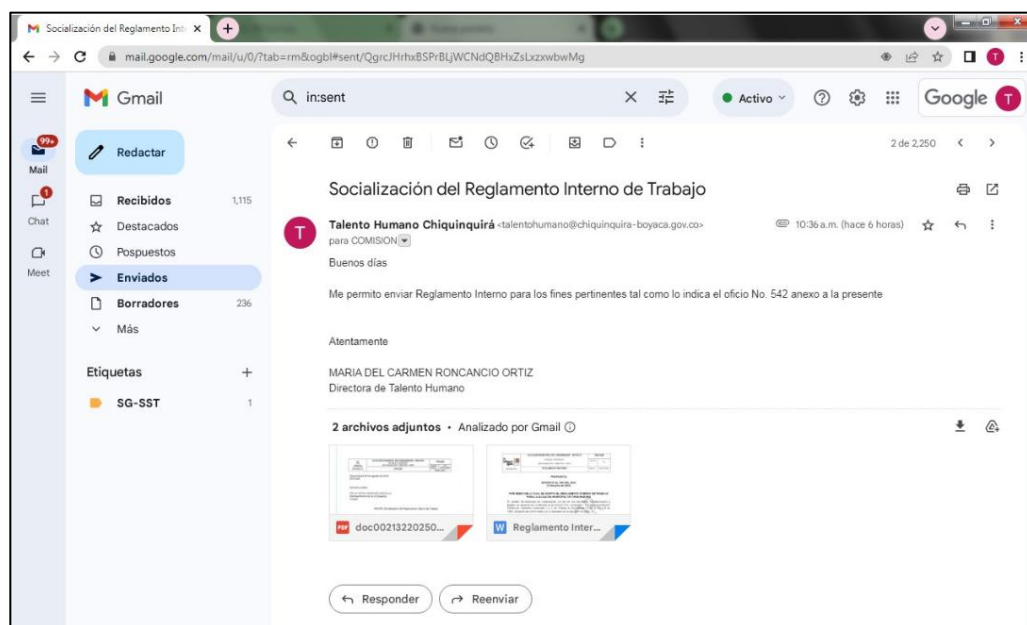 Socialización del Reglamento Int
mail.google.com/mail/u/0/?tab=rm&ogbl#sent/QgrcJHrhxBSPrBLjWCNdQBHxZsLxzxwbwMg
T
Gmail
in:sent
Activo
Google
T
99+
Mail
Redactar
2 de 2,250
Chat
1
Meet
Recibidos 1,115
Destacados
Pospuestos
Enviados
Borradores 236
Más
Etiquetas
SG-SST 1
Socialización del Reglamento Interno de Trabajo
T
Talento Humano Chiquinquirá <talentohumano@chiquinquira-boyaca.gov.co>
10:36 a.m. (hace 6 horas)
para COMISION
Buenos días
Me permito enviar Reglamento Interno para los fines pertinentes tal como lo indica el oficio No. 542 anexo a la presente
Atentamente
MARIA DEL CARMEN RONCANCIO ORTIZ
Directora de Talento Humano
2 archivos adjuntos • Analizado por Gmail
PDF doc00213220250...
W Reglamento Inter...
Responder
Reenviar